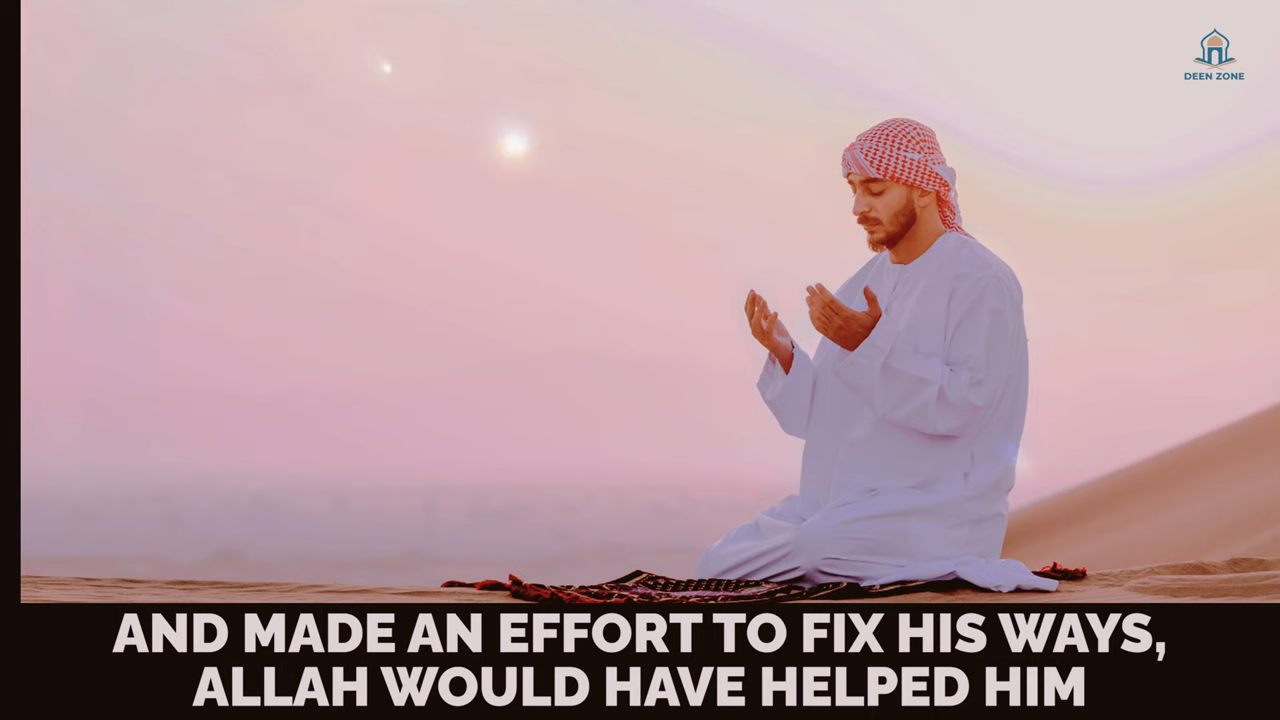 DEEN ZONE
AND MADE AN EFFORT TO FIX HIS WAYS,
ALLAH WOULD HAVE HELPED HIM